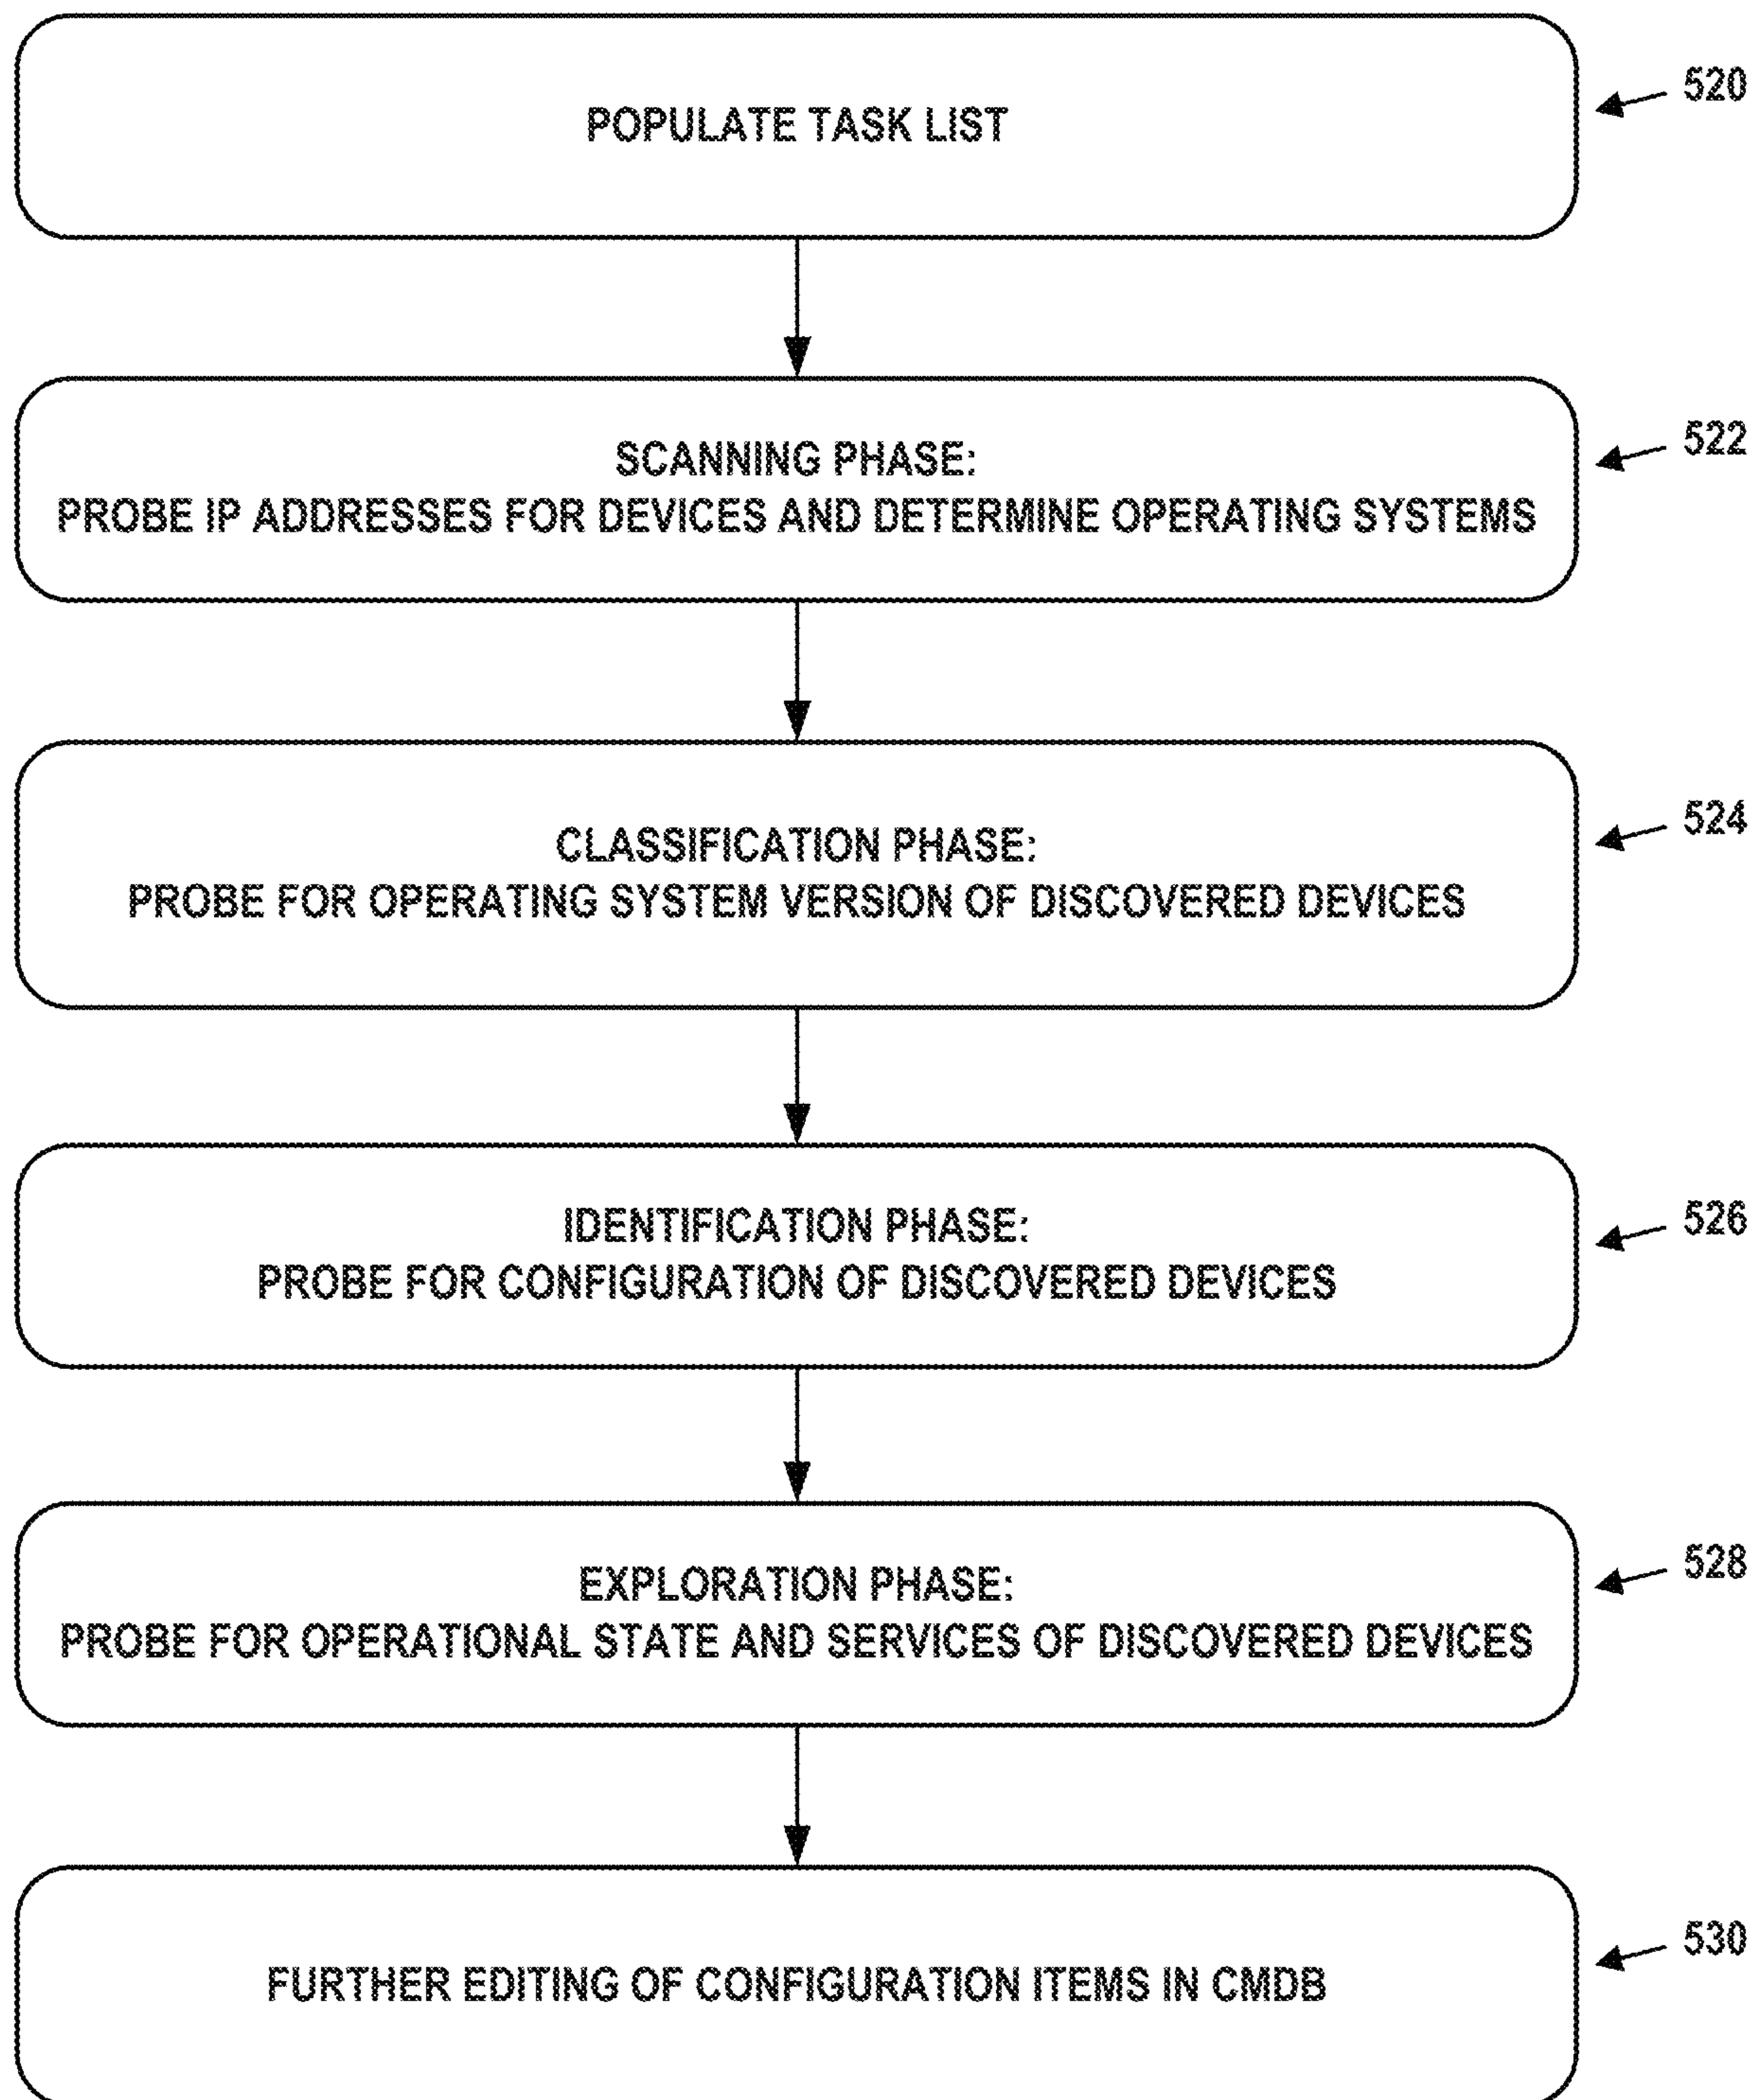 POPULATE TASK LIST
520
SCANNING PHASE:
PROBE IP ADDRESSES FOR DEVICES AND DETERMINE OPERATING SYSTEMS
522
CLASSIFICATION PHASE:
PROBE FOR OPERATING SYSTEM VERSION OF DISCOVERED DEVICES
524
IDENTIFICATION PHASE:
PROBE FOR CONFIGURATION OF DISCOVERED DEVICES
526
EXPLORATION PHASE:
PROBE FOR OPERATIONAL STATE AND SERVICES OF DISCOVERED DEVICES
528
FURTHER EDITING OF CONFIGURATION ITEMS IN CMDB
530